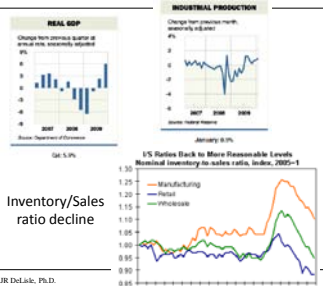 REAL GDP
Change from previous quarter at
annual rate, seasonally adjusted
2007 2008 2009
Source: Department of Commerce
Q4: 5.9%
INDUSTRIAL PRODUCTION
Change from previous month,
seasonally adjusted
2007 2008 2009
Source: Federal Reserve
January: 0.9%
Inventory/Sales
ratio decline
I/S Ratios Back to More Reasonable Levels
Nominal inventory-to-sales ratio, index, 2005=1
1.30
1.25
1.20
1.15
1.10
1.05
1.00
0.95
0.90
0.85
Manufacturing
Retail
Wholesale
JR DeLisle, Ph.D.